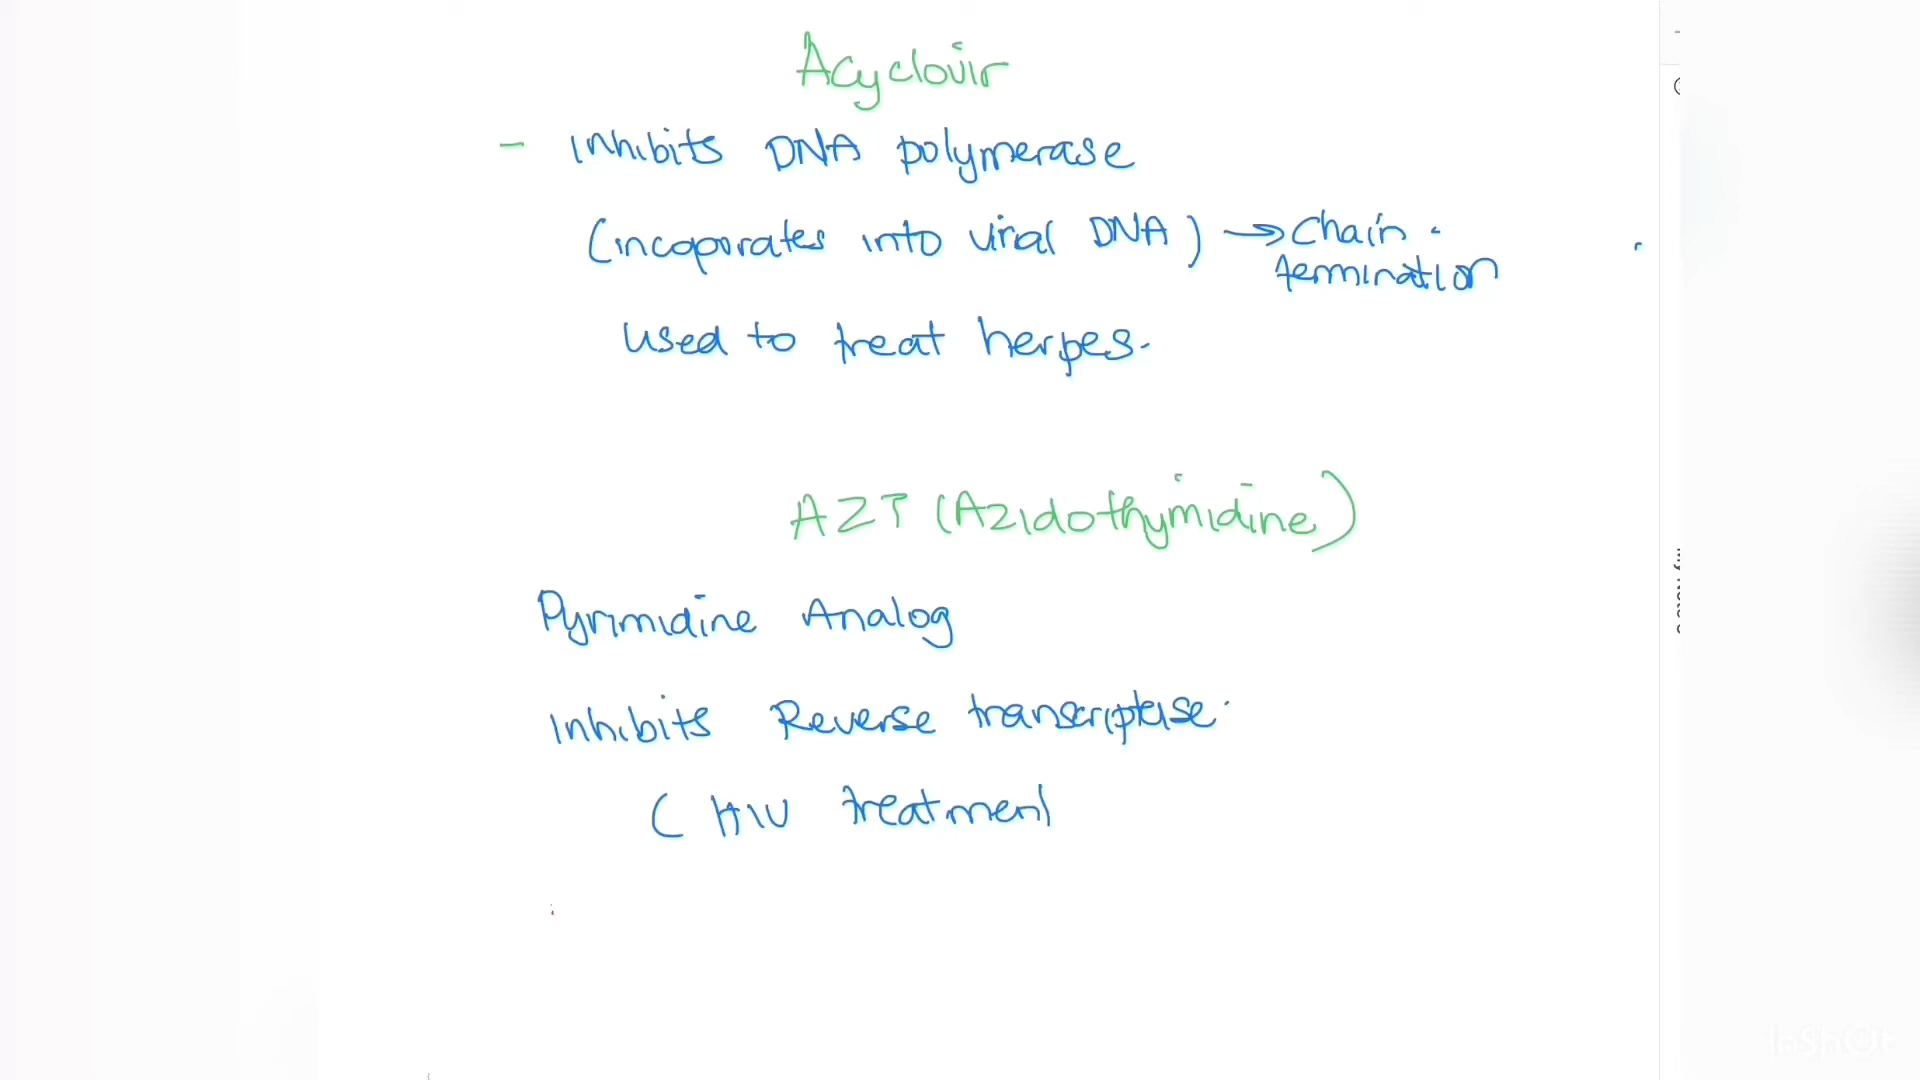 Acyclovir
- Inhibits DNA polymerase
(incoporates into viral DNA) → Chain
termination
Used to treat herpes.
AZT (Azidothymidine)
Pyrimidine Analog
Inhibits Reverse transcriptase.
( HIV treatment